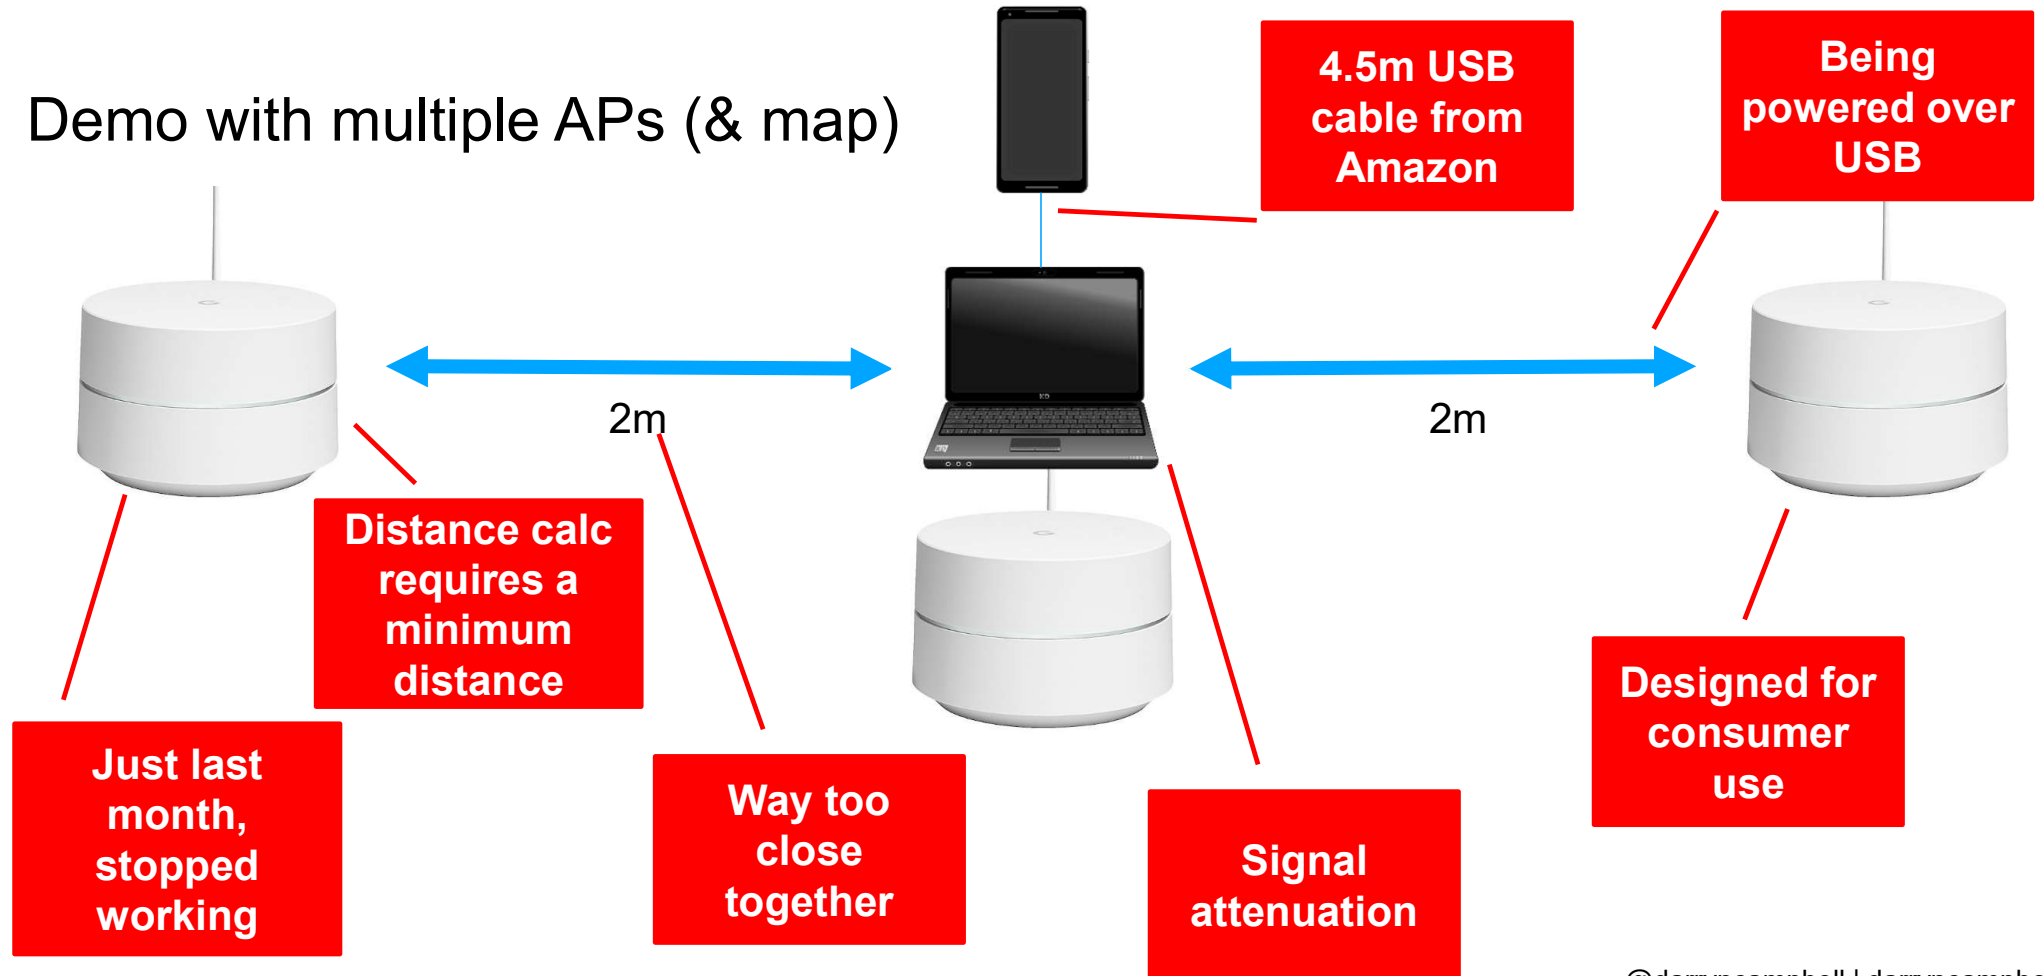 Demo with multiple APs (& map)
4.5m USB
cable from
Amazon
Being
powered over
USB
2m
2m
Distance calc
requires a
minimum
distance
Just last
month,
stopped
working
Way too
close
together
Signal
attenuation
Designed for
consumer
use